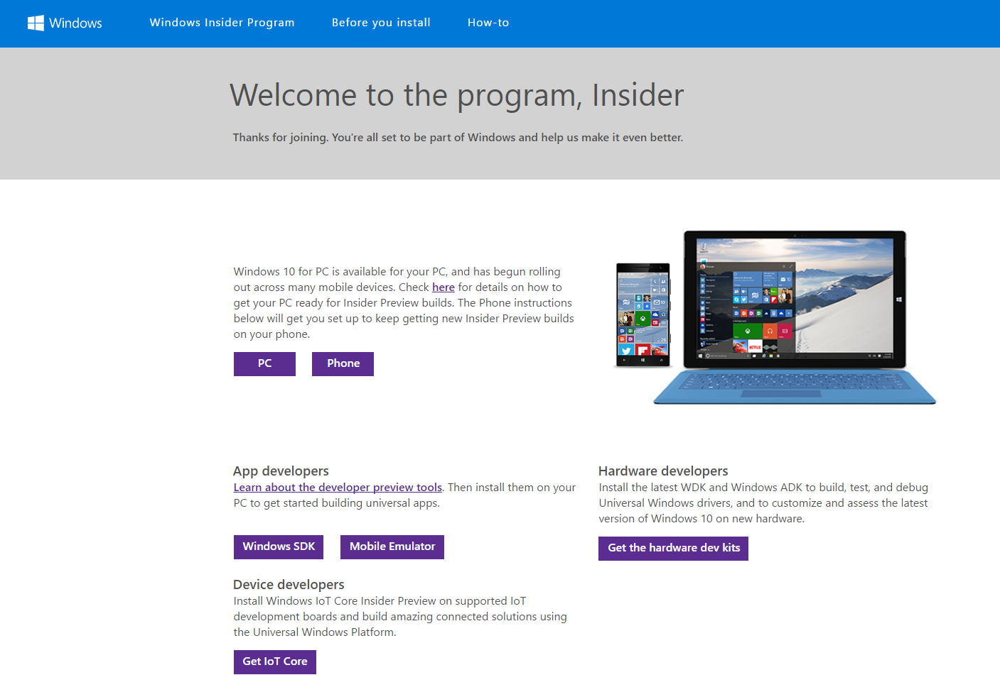 Windows
Windows Insider Program
Before you install
How-to
Welcome to the program, Insider
Thanks for joining. You're all set to be part of Windows and help us make it even better.
Windows 10 for PC is available for your PC, and has begun rolling
out across many mobile devices. Check here for details on how to
get your PC ready for Insider Preview builds. The Phone instructions
below will get you set up to keep getting new Insider Preview builds
on your phone.
PC
Phone
App developers
Learn about the developer preview tools. Then install them on your
PC to get started building universal apps.
Windows SDK
Mobile Emulator
Hardware developers
Install the latest WDK and Windows ADK to build, test, and debug
Universal Windows drivers, and to customize and assess the latest
version of Windows 10 on new hardware.
Get the hardware dev kits
Device developers
Install Windows IoT Core Insider Preview on supported IoT
development boards and build amazing connected solutions using
the Universal Windows Platform.
Get IoT Core